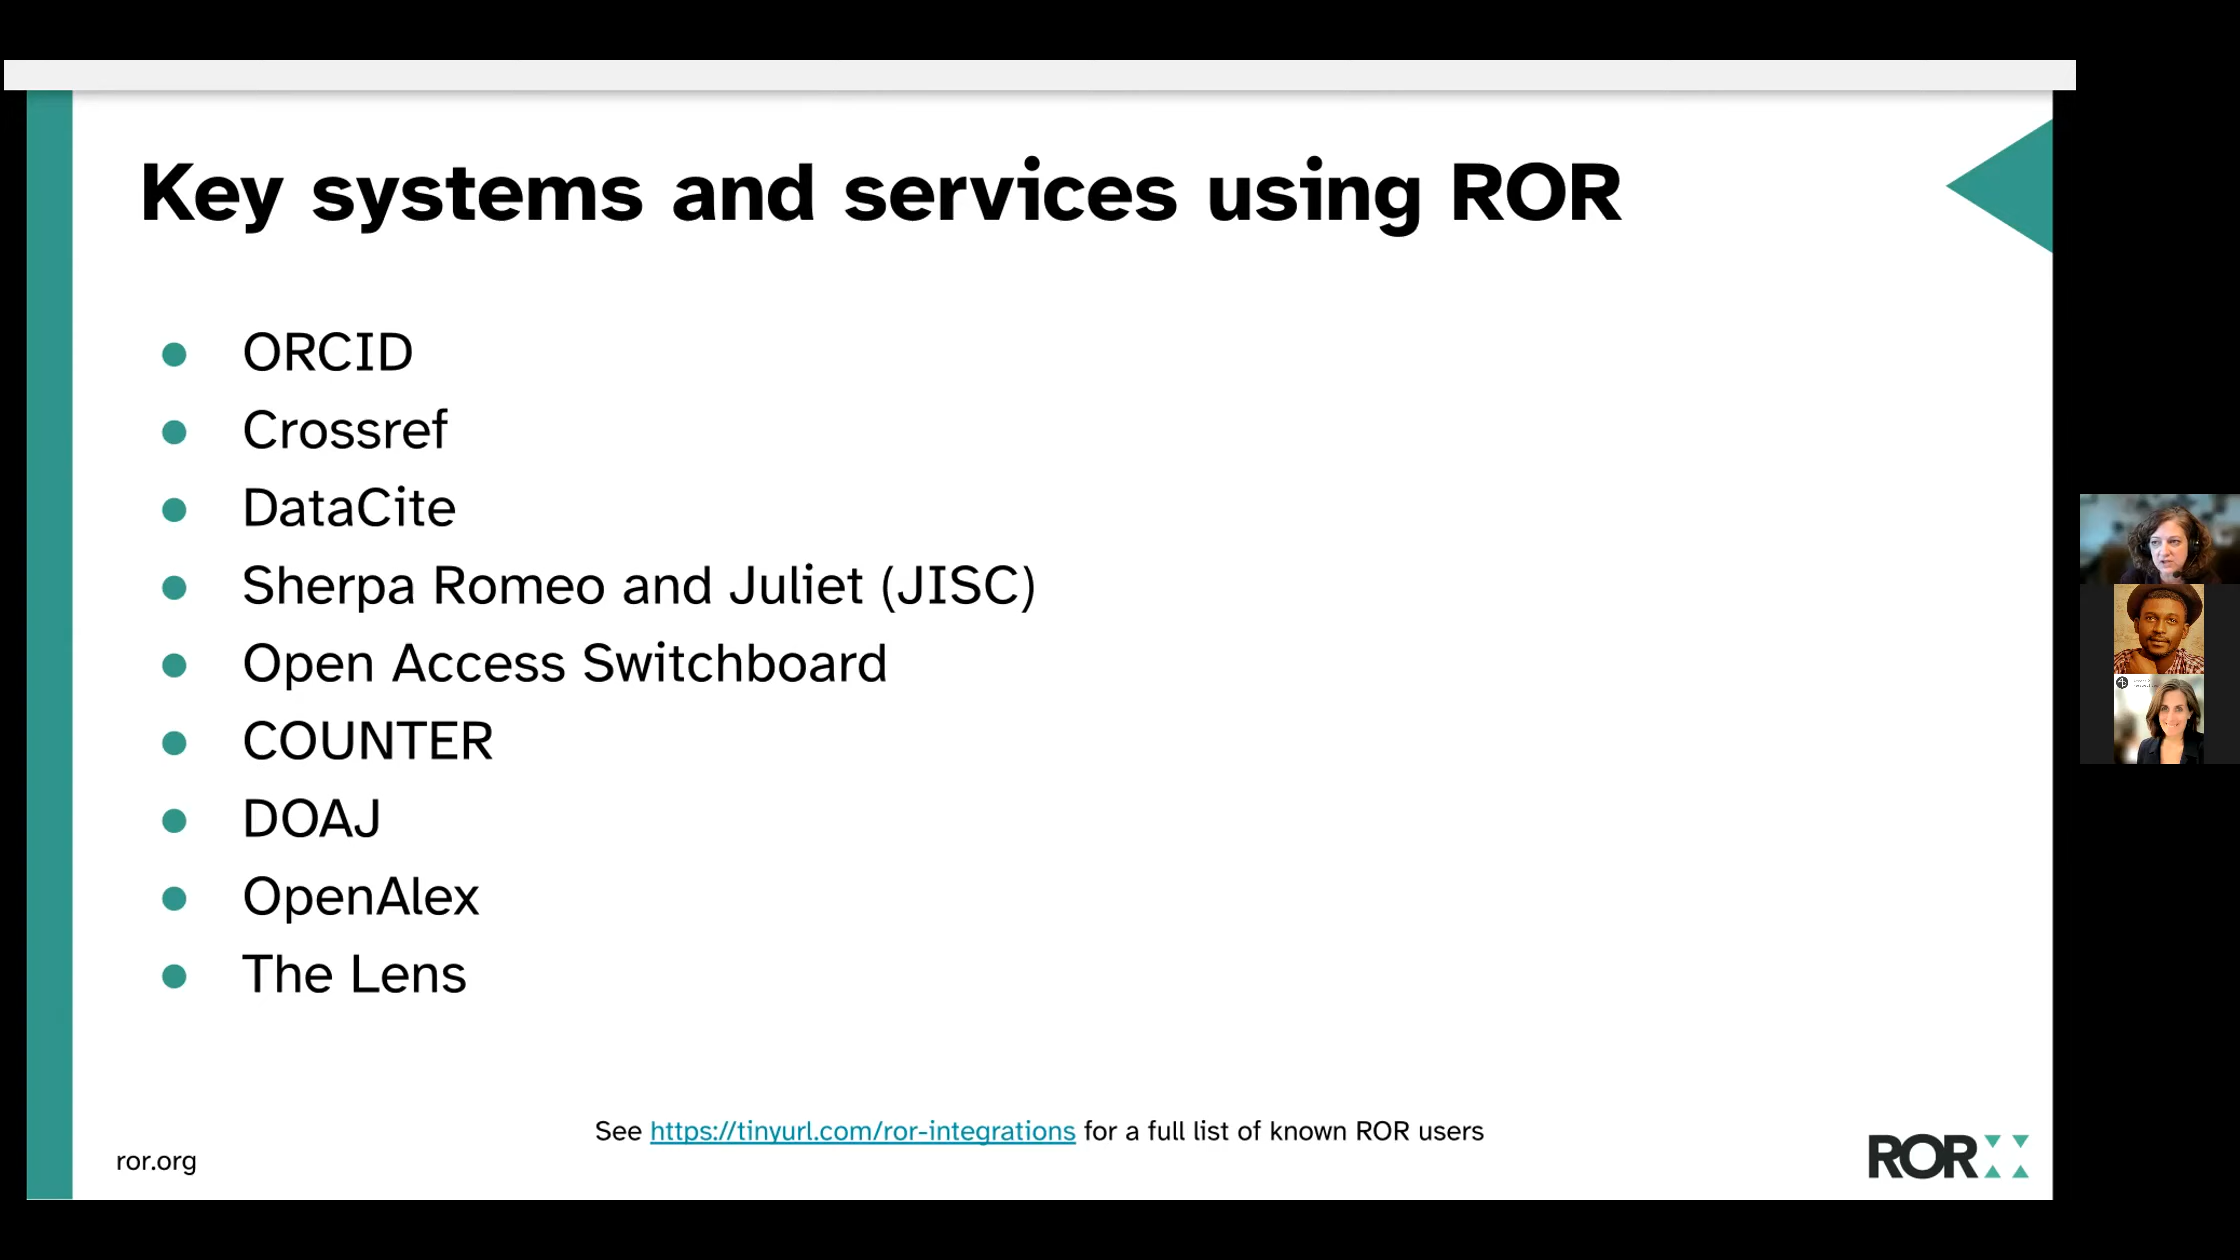 Key systems and services using ROR
ORCID
Crossref
DataCite
Sherpa Romeo and Juliet (JISC)
Open Access Switchboard
COUNTER
DOAJ
OpenAlex
The Lens
See https://tinyurl.com/ror-integrations for a full list of known ROR users
ror.org
ROR